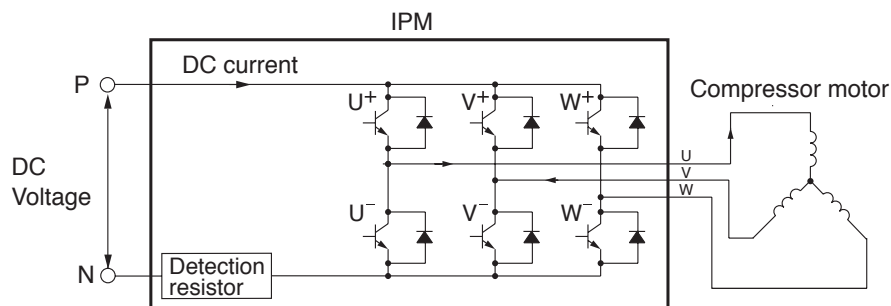 IPM
P
DC current
U+
V+
W+
Compressor motor
DC
Voltage
U
V
W
U−
V−
W−
N
Detection
resistor